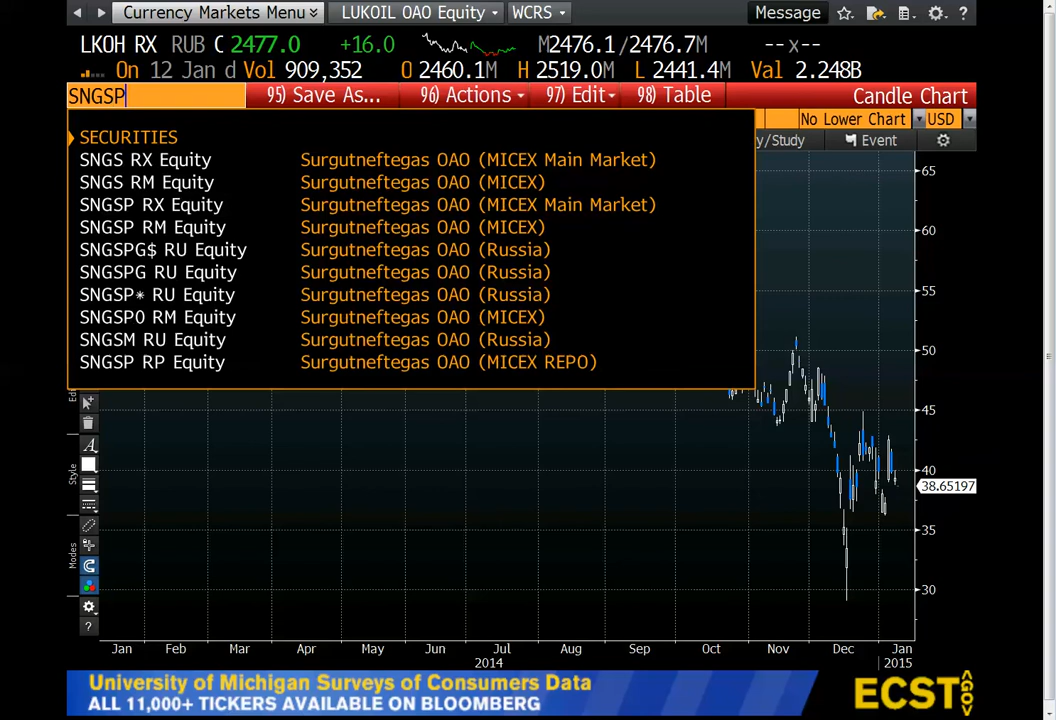 Currency Markets Menu LUKOIL OAO Equity WCRS Message ?
LKOH RX RUB C 2477.0 +16.0 M2476.1/2476.7M --x--
On 12 Jan d Vol 909,352 O 2460.1M H 2519.0M L 2441.4M Val 2.248B
SNGSP 95) Save As... 96) Actions 97) Edit 98) Table Candle Chart
No Lower Chart USD
SECURITIES y/Study Event
SNGS RX Equity Surgutneftegas OAO (MICEX Main Market)
65
SNGS RM Equity Surgutneftegas OAO (MICEX)
SNGSP RX Equity Surgutneftegas OAO (MICEX Main Market)
SNGSP RM Equity Surgutneftegas OAO (MICEX)
60
SNGSPG$ RU Equity Surgutneftegas OAO (Russia)
SNGSPG RU Equity Surgutneftegas OAO (Russia)
SNGSP* RU Equity Surgutneftegas OAO (Russia)
55
SNGSPO RM Equity Surgutneftegas OAO (MICEX)
SNGSM RU Equity Surgutneftegas OAO (Russia)
50
SNGSP RP Equity Surgutneftegas OAO (MICEX REPO)
45
A
Style
40
38.65197
35
Modes
30
?
Jan Feb Mar Apr May Jun Jul Aug Sep Oct Nov Dec Jan
2014 2015
University of Michigan Surveys of Consumers Data
ALL 11,000+ TICKERS AVAILABLE ON BLOOMBERG
ECST<GO>